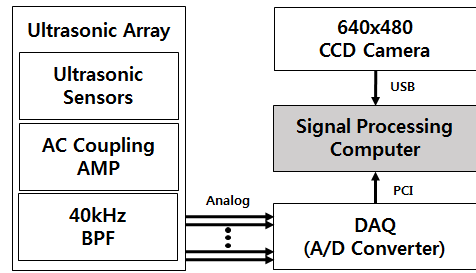 Ultrasonic Array
Ultrasonic
Sensors
AC Coupling
AMP
40kHz
BPF
Analog
640x480
CCD Camera
USB
Signal Processing
Computer
PCI
DAQ
(A/D Converter)